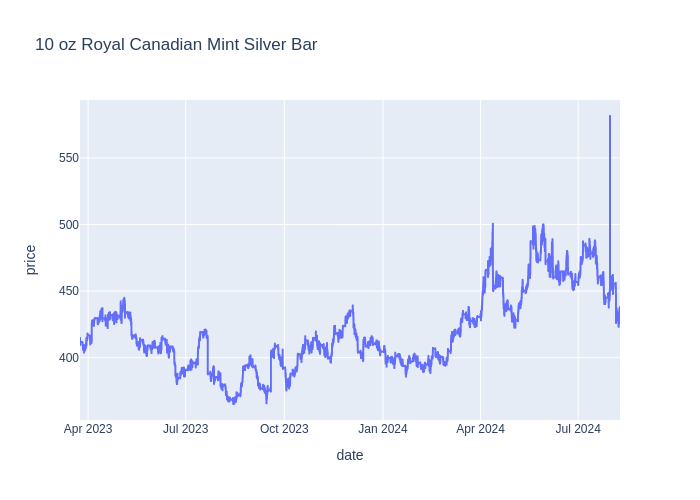 10 oz Royal Canadian Mint Silver Bar
550
500
450
400
price
Apr 2023
Jul 2023
Oct 2023
Jan 2024
Apr 2024
Jul 2024
date